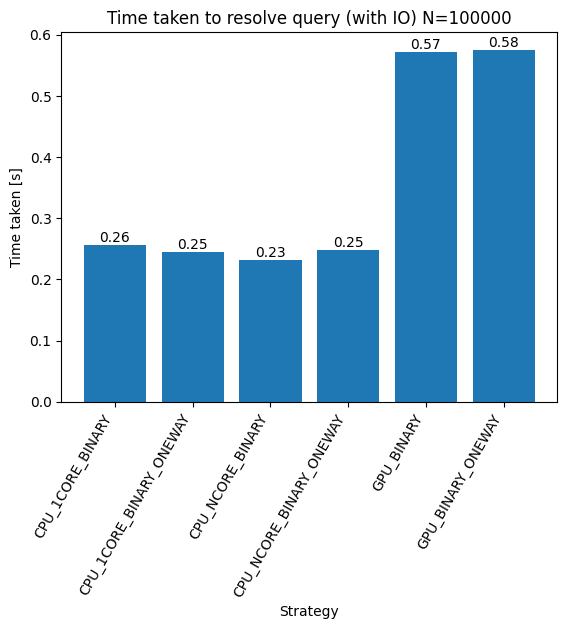 Time taken to resolve query (with IO) N=100000
Time taken [s]
0.6
0.5
0.4
0.3
0.2
0.1
0.0
0.26
0.25
0.23
0.25
0.57
0.58
CPU_1CORE_BINARY
CPU_1CORE_BINARY_ONEWAY
CPU_NCORE_BINARY
CPU_NCORE_BINARY_ONEWAY
GPU_BINARY
GPU_BINARY_ONEWAY
Strategy